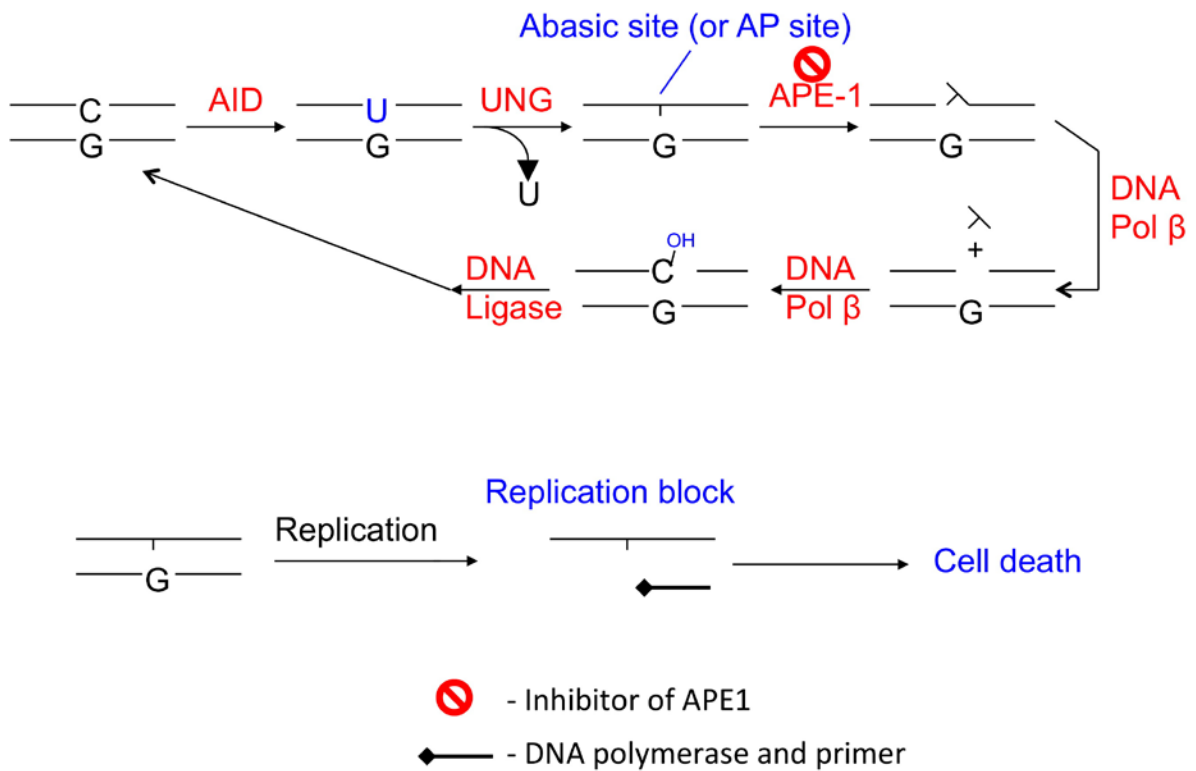 Abasic site (or AP site)
C
AID
U
UNG
APE-1
G
G
G
G
U
DNA
Pol β
+
OH
C
DNA
Ligase
DNA
Pol β
G
G
Replication block
Replication
G
Cell death
- Inhibitor of APE1
- DNA polymerase and primer